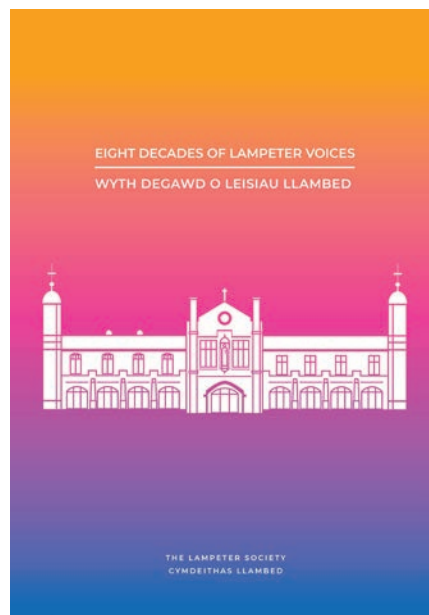 EIGHT DECADES OF LAMPETER VOICES
WYTH DEGAWD O LEISIAU LLAMBED
THE LAMPETER SOCIETY
CYMDEITHAS LLAMBED